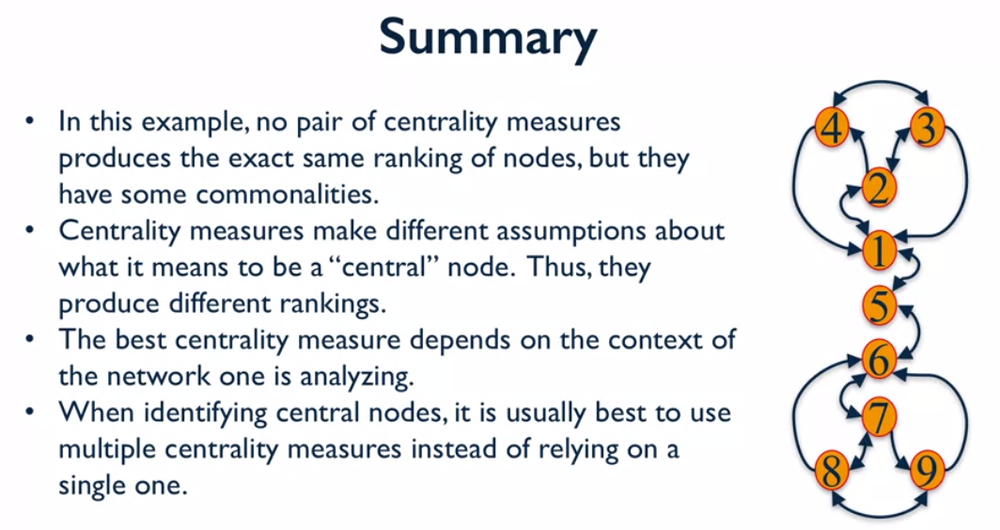 Summary
• In this example, no pair of centrality measures
produces the exact same ranking of nodes, but they
have some commonalities.
• Centrality measures make different assumptions about
what it means to be a “central” node. Thus, they
produce different rankings.
• The best centrality measure depends on the context of
the network one is analyzing.
• When identifying central nodes, it is usually best to use
multiple centrality measures instead of relying on a
single one.
4 3
2
1
5
6
7
8 9